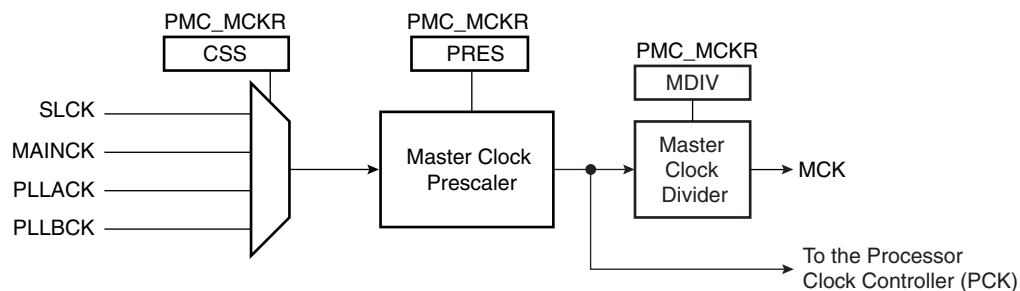 PMC_MCKR
CSS
PMC_MCKR
PRES
PMC_MCKR
MDIV
SLCK
MAINCK
PLLACK
PLLBCK
Master Clock
Prescaler
Master
Clock
Divider
MCK
To the Processor
Clock Controller (PCK)